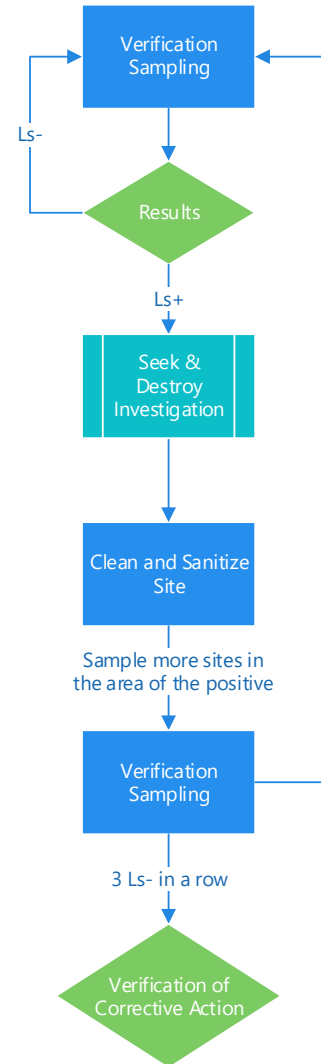 Verification
Sampling
Ls-
Results
Ls+
Seek &
Destroy
Investigation
Clean and Sanitize
Site
Sample more sites in
the area of the positive
Verification
Sampling
3 Ls- in a row
Verification of
Corrective Action